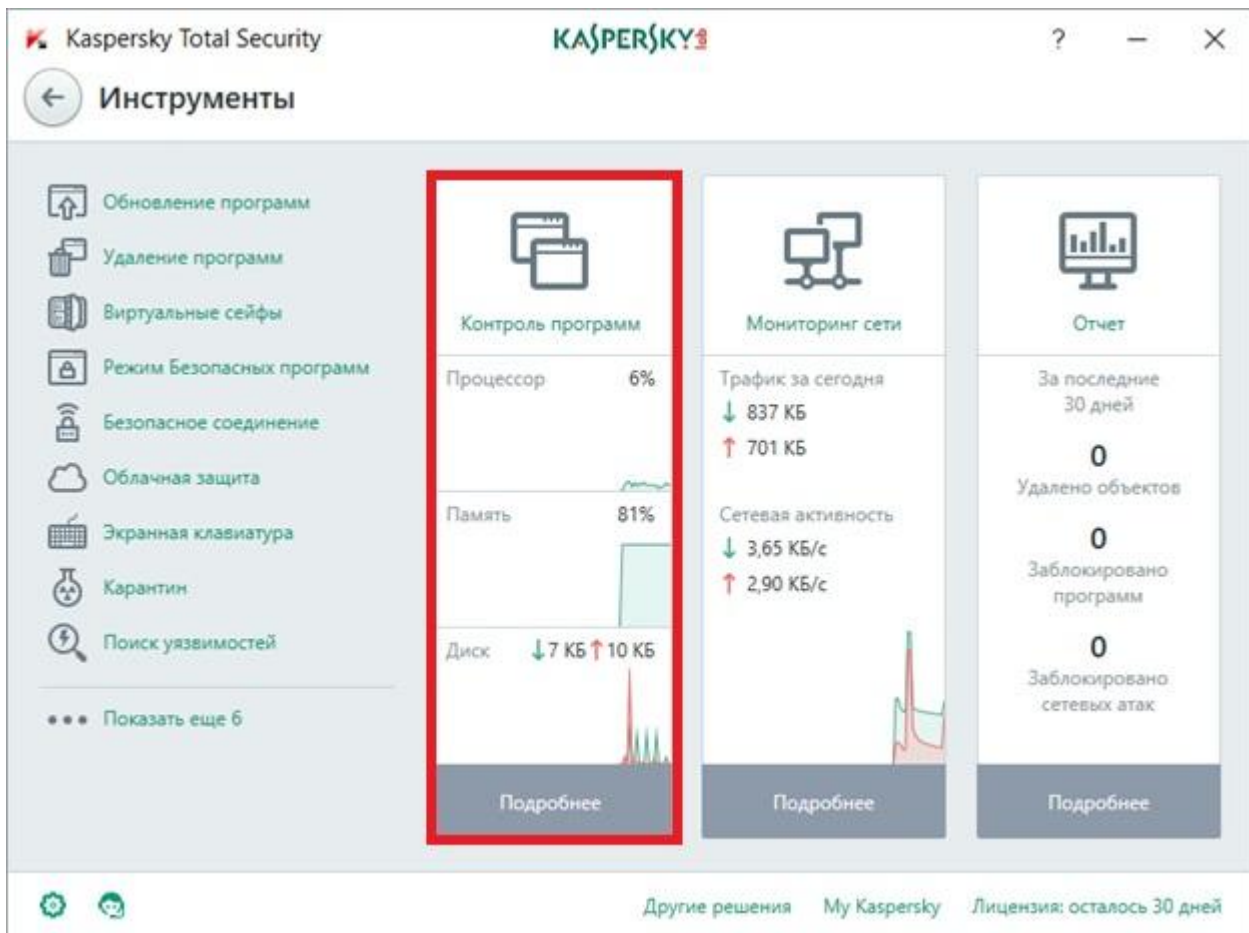 Kaspersky Total Security
KASPERSKY lab
? — ×
Инструменты
Обновление программ
Удаление программ
Виртуальные сейфы
Режим Безопасных программ
Безопасное соединение
Облачная защита
Экранная клавиатура
Карантин
Поиск уязвимостей
••• Показать еще 6
Контроль программ
Процессор 6%
Память 81%
Диск ↓7 КБ ↑10 КБ
Подробнее
Мониторинг сети
Трафик за сегодня
↓ 837 КБ
↑ 701 КБ
Сетевая активность
↓ 3,65 КБ/с
↑ 2,90 КБ/с
Подробнее
Отчет
За последние
30 дней
0
Удалено объектов
0
Заблокировано
программ
0
Заблокировано
сетевых атак
Подробнее
Другие решения My Kaspersky Лицензия: осталось 30 дней